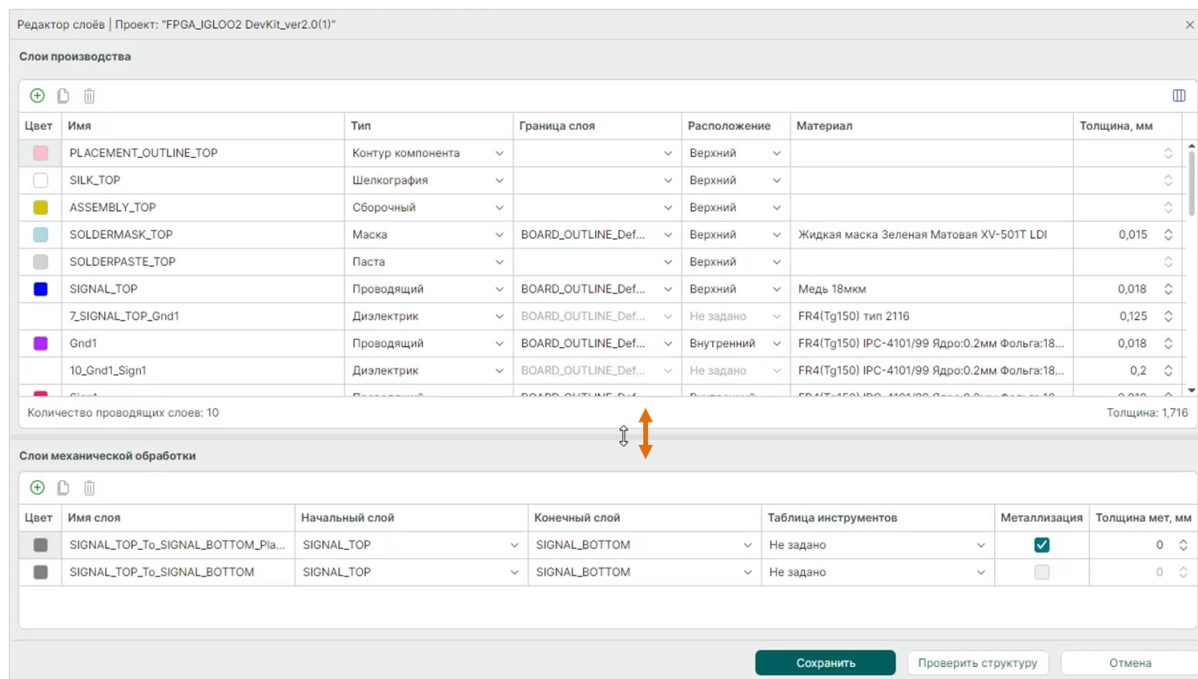 Редактор слоёв | Проект: "FPGA_IGLOO2 DevKit_ver2.0(1)"
Слои производства
Цвет Имя Тип Граница слоя Расположение Материал Толщина, мм
PLACEMENT_OUTLINE_TOP Контур компонента Верхний
SILK_TOP Шелкография Верхний
ASSEMBLY_TOP Сборочный Верхний
SOLDERMASK_TOP Маска BOARD_OUTLINE_Def... Верхний Жидкая маска Зеленая Матовая XV-501T LDI 0,015
SOLDERPASTE_TOP Паста Верхний
SIGNAL_TOP Проводящий BOARD_OUTLINE_Def... Верхний Медь 18мкм 0,018
7_SIGNAL_TOP_Gnd1 Диэлектрик BOARD_OUTLINE_Def... Не задано FR4(Tg150) тип 2116 0,125
Gnd1 Проводящий BOARD_OUTLINE_Def... Внутренний FR4(Tg150) IPC-4101/99 Ядро:0.2мм Фольга:18... 0,018
10_Gnd1_Sign1 Диэлектрик BOARD_OUTLINE_Def... Не задано FR4(Tg150) IPC-4101/99 Ядро:0.2мм Фольга:18... 0,2
Количество проводящих слоев: 10 Толщина: 1,716
Слои механической обработки
Цвет Имя слоя Начальный слой Конечный слой Таблица инструментов Металлизация Толщина мет, мм
SIGNAL_TOP_To_SIGNAL_BOTTOM_Pla... SIGNAL_TOP SIGNAL_BOTTOM Не задано 0
SIGNAL_TOP_To_SIGNAL_BOTTOM SIGNAL_TOP SIGNAL_BOTTOM Не задано 0
Сохранить Проверить структуру Отмена